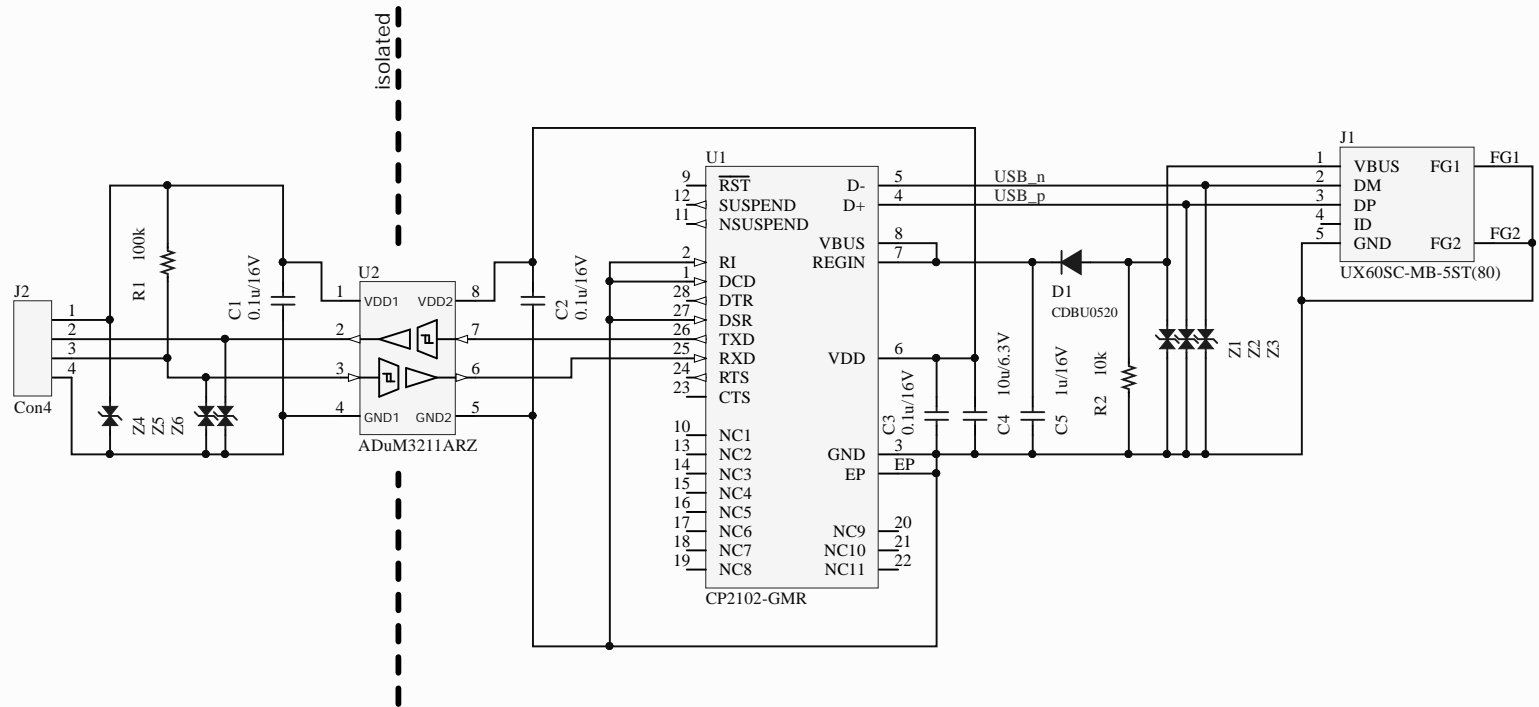 isolated
J2
1
2
3
4
Con4
R1 100k
Z4
Z5
Z6
C1
0.1u/16V
U2
1 VDD1 VDD2 8
2 7
3 6
4 GND1 GND2 5
ADuM3211ARZ
C2
0.1u/16V
U1
9 RST D- 5
12 SUSPEND D+ 4
11 NSUSPEND
VBUS 8
2 RI REGIN 7
1 DCD
28 DTR
27 DSR
26 TXD
25 RXD VDD 6
24 RTS
23 CTS
10 NC1
13 NC2 GND 3
14 NC3 EP EP
15 NC4
16 NC5
17 NC6 NC9 20
18 NC7 NC10 21
19 NC8 NC11 22
CP2102-GMR
USB_n
USB_p
D1
CDBU0520
C3
0.1u/16V
C4 10u/6.3V
C5 1u/16V
R2 10k
Z1
Z2
Z3
J1
1 VBUS FG1 FG1
2 DM
3 DP
4 ID
5 GND FG2 FG2
UX60SC-MB-5ST(80)